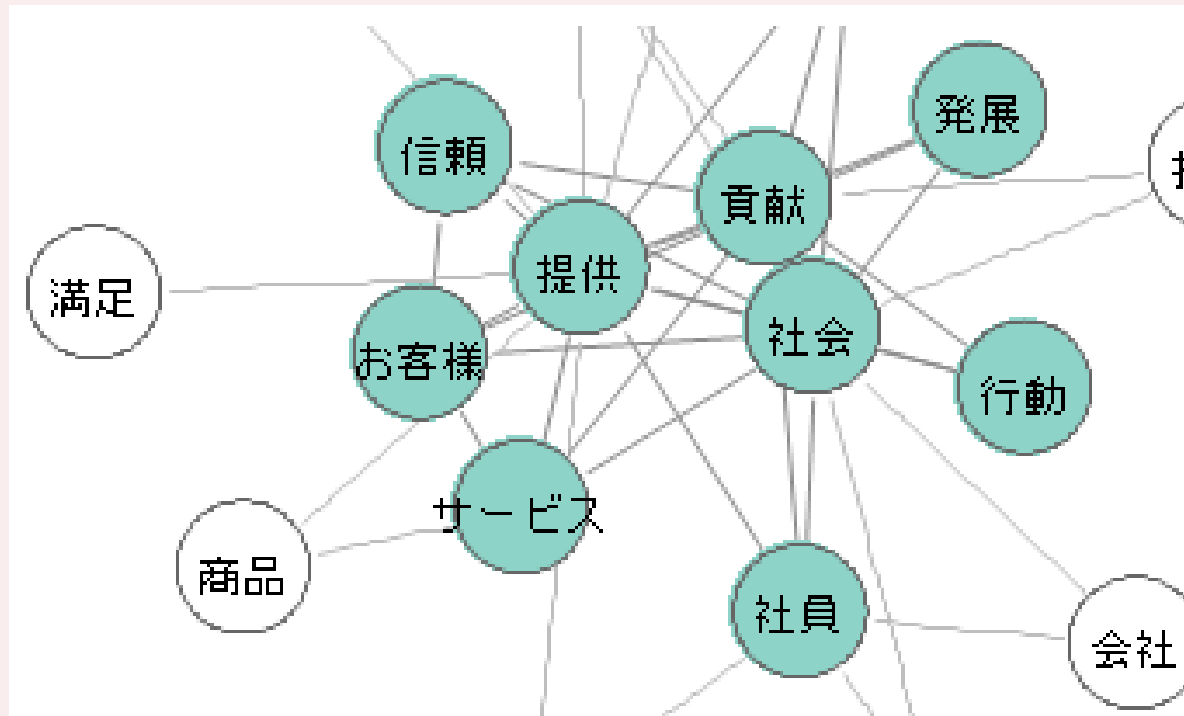 発展
信頼
貢献
提供
満足
社会
お客様
行動
サービス
商品
社員
会社